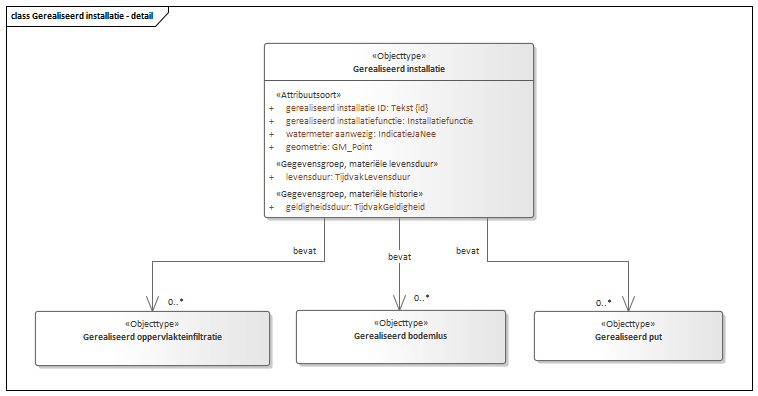 class Gerealiseerd installatie - detail
«Objecttype»
Gerealiseerd installatie
«Attribuutsoort»
+ gerealiseerd installatie ID: Tekst {id}
+ gerealiseerd installatiefunctie: Installatiefunctie
+ watermeter aanwezig: IndicatieJaNee
+ geometrie: GM_Point
«Gegevensgroep, materiële levensduur»
+ levensduur: TijdvakLevensduur
«Gegevensgroep, materiële historie»
+ geldigheidsduur: TijdvakGeldigheid
bevat
bevat
bevat
0..*
0..*
0..*
«Objecttype»
Gerealiseerd oppervlakteinfiltratie
«Objecttype»
Gerealiseerd bodemlus
«Objecttype»
Gerealiseerd put